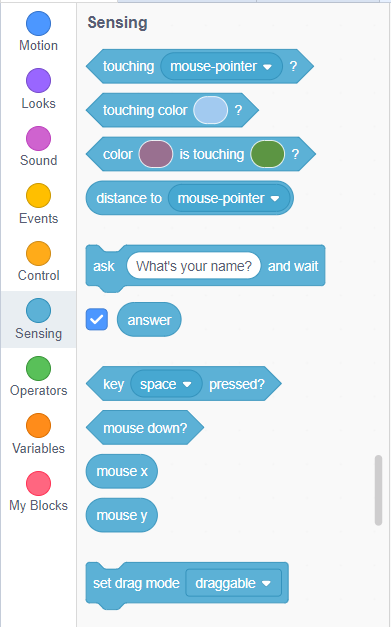 Motion
Looks
Sound
Events
Control
Sensing
Operators
Variables
My Blocks
Sensing
touching mouse-pointer ?
touching color ?
color is touching ?
distance to mouse-pointer
ask What's your name? and wait
answer
key space pressed?
mouse down?
mouse x
mouse y
set drag mode draggable